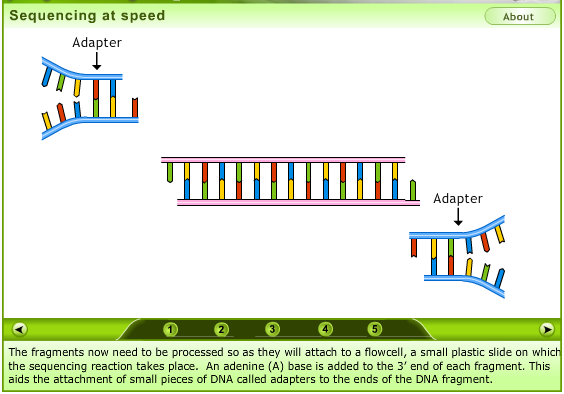 Sequencing at speed
About
Adapter
Adapter
1 2 3 4 5
The fragments now need to be processed so as they will attach to a flowcell, a small plastic slide on which
the sequencing reaction takes place.  An adenine (A) base is added to the 3’ end of each fragment. This
aids the attachment of small pieces of DNA called adapters to the ends of the DNA fragment.